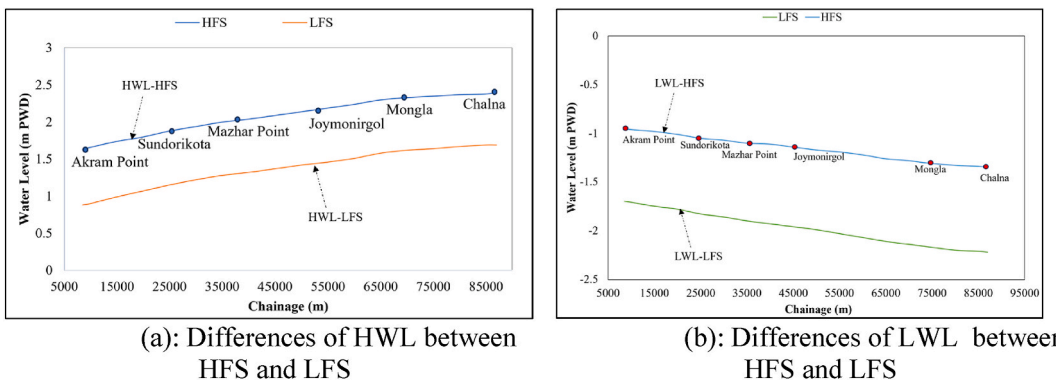 HFS
LFS
3
2.5
2
1.5
1
0.5
0
Water Level (m PWD)
HWL-HFS
Akram Point
Sundorikota
Mazhar Point
Joymonirgol
Mongla
Chalna
HWL-LFS
5000 15000 25000 35000 45000 55000 65000 75000 85000
Chainage (m)
(a): Differences of HWL between
HFS and LFS
LFS
HFS
0
-0.5
-1
-1.5
-2
-2.5
Water Level (m PWD)
LWL-HFS
Akram Point
Sundorikota
Mazhar Point
Joymonirgol
Mongla
Chalna
LWL-LFS
5000 15000 25000 35000 45000 55000 65000 75000 85000 95000
Chainage (m)
(b): Differences of LWL between
HFS and LFS